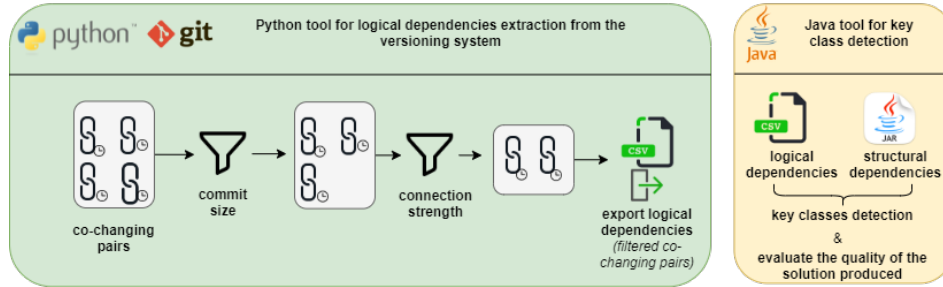 python™
git
Python tool for logical dependencies extraction from the
versioning system
co-changing
pairs
commit
size
connection
strength
CSV
export logical
dependencies
(filtered co-
changing pairs)
Java
Java tool for key
class detection
CSV
JAR
logical
dependencies
structural
dependencies
key classes detection
&
evaluate the quality of the
solution produced